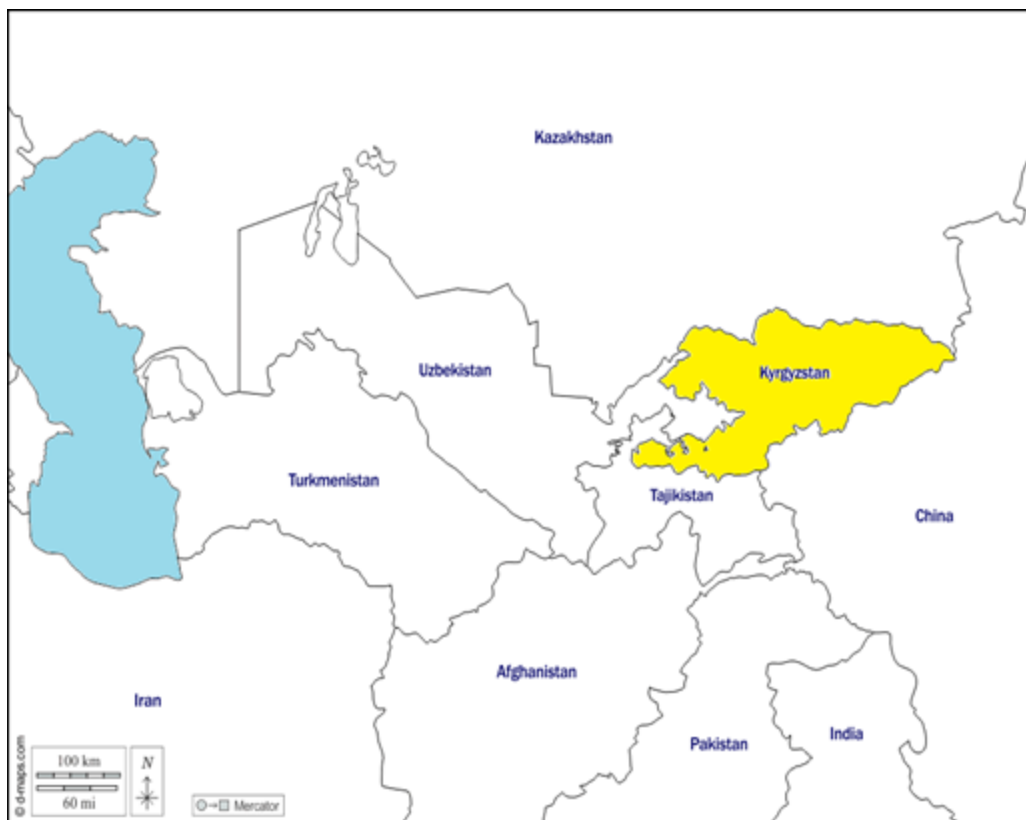 Kazakhstan
Uzbekistan
Kyrgyzstan
Turkmenistan
Tajikistan
China
Afghanistan
Iran
Pakistan
India
© d-maps.com
100 km
60 mi
N
Mercator